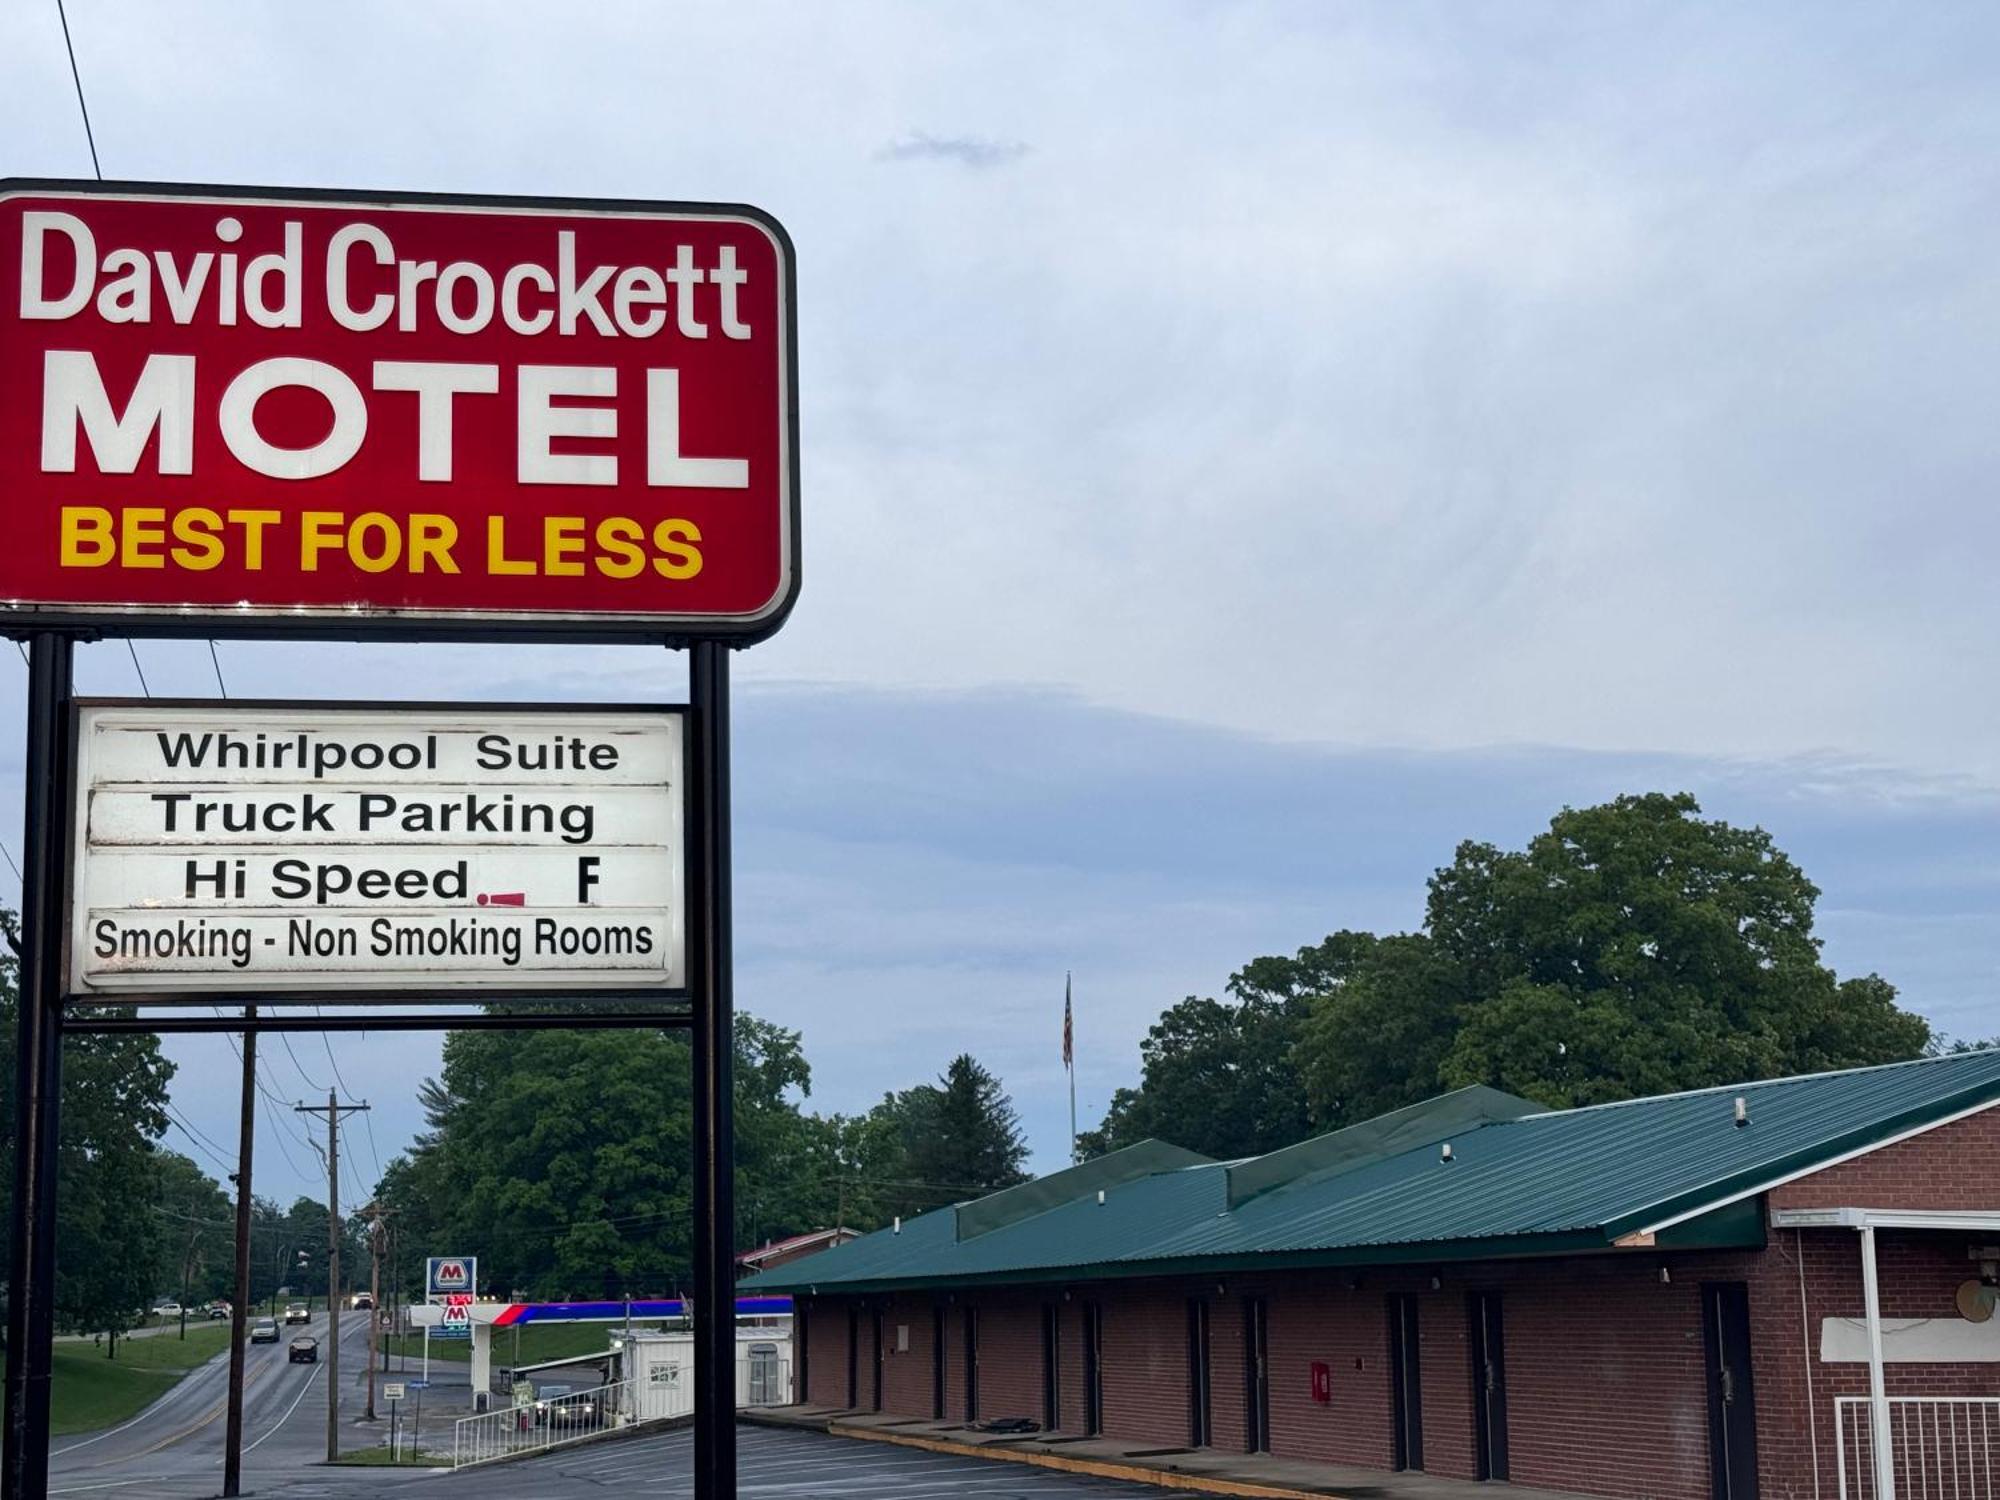 David Crockett
MOTEL
BEST FOR LESS
Whirlpool Suite
Truck Parking
Hi Speed F
Smoking - Non Smoking Rooms
M
M